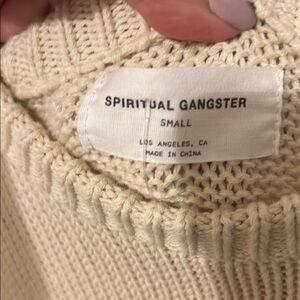 SPIRITUAL GANGSTER
SMALL
LOS ANGELES, CA
MADE IN CHINA